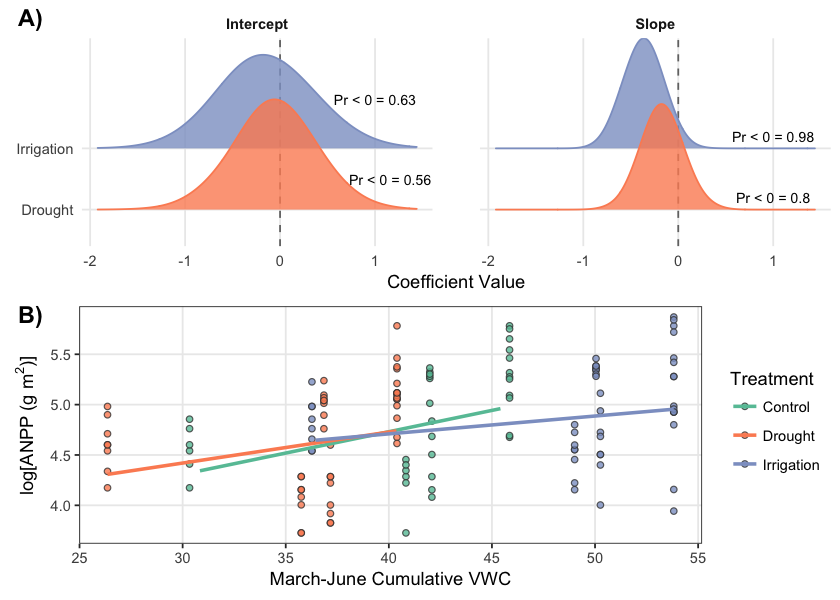 A)
Intercept
Slope
Pr < 0 = 0.63
Pr < 0 = 0.98
Irrigation
Pr < 0 = 0.56
Pr < 0 = 0.8
Drought
-2 -1 0 1
-2 -1 0 1
Coefficient Value
B)
log[ANPP (g m²)]
5.5
5.0
4.5
4.0
25 30 35 40 45 50 55
March-June Cumulative VWC
Treatment
Control
Drought
Irrigation